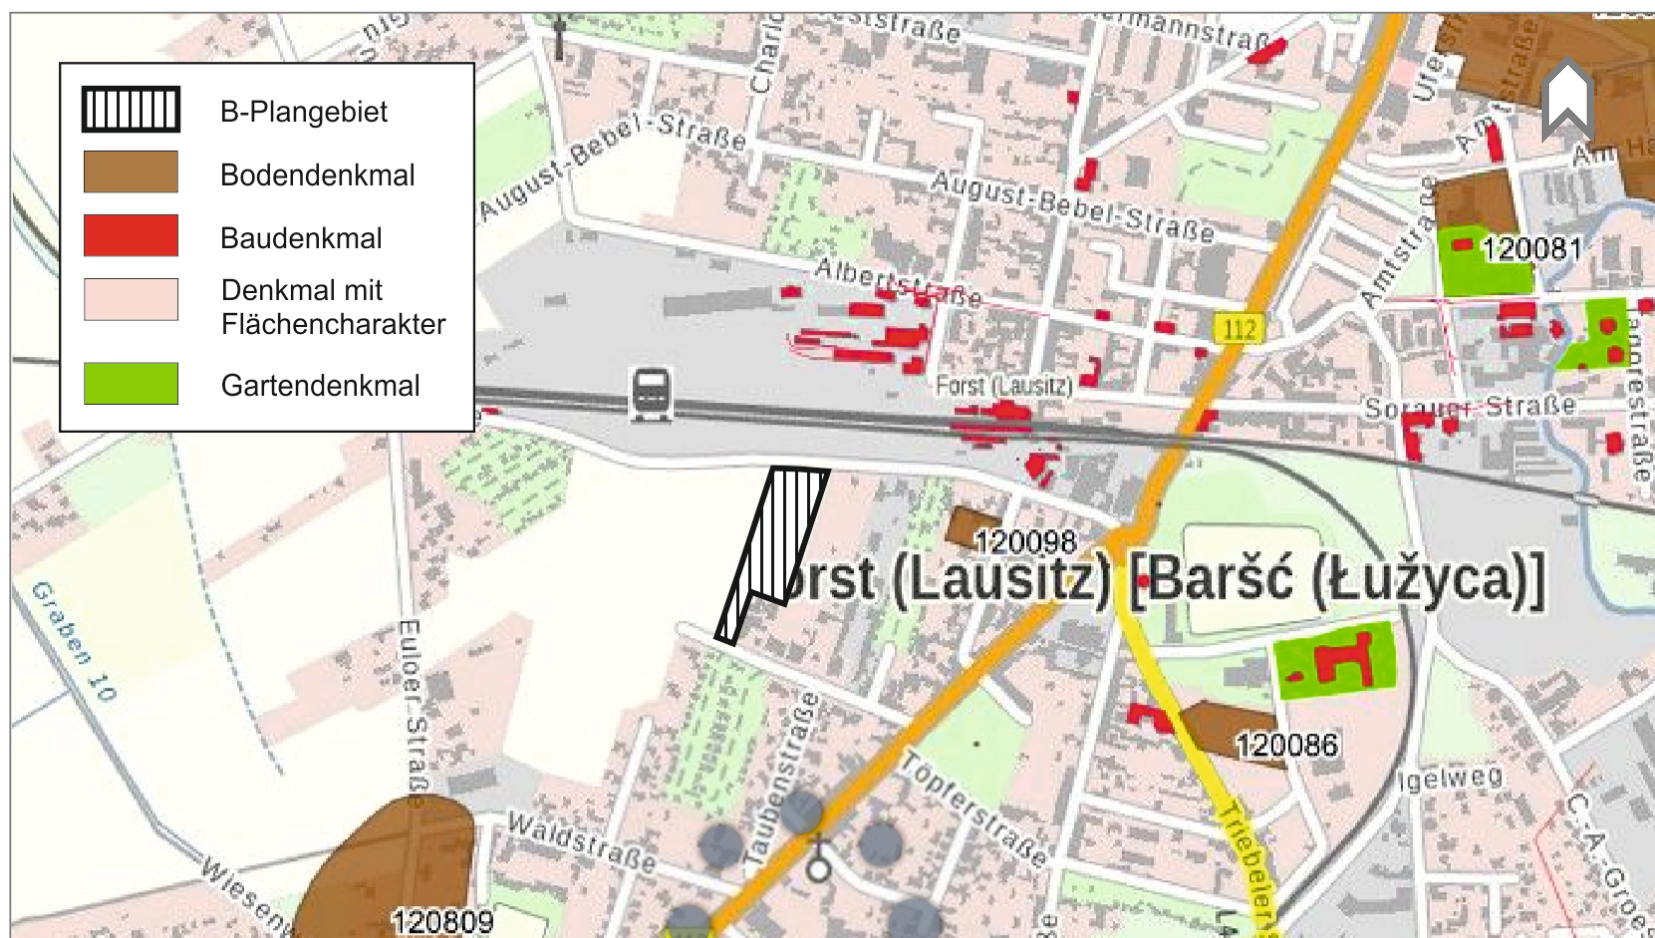 B-Plangebiet
Bodendenkmal
Baudenkmal
Denkmal mit
Flächencharakter
Gartendenkmal
August-Bebel-Straße
August-Bebel-Straße
Albertstraße
Amtstraße
Amtstraße
120081
112
Forst (Lausitz)
Sorauer Straße
120098
orst (Lausitz) [Baršć (Łužyca)]
Graben 10
Euloer Straße
120086
Igelweg
Taubenstraße
Töpferstraße
Waldstraße
120809